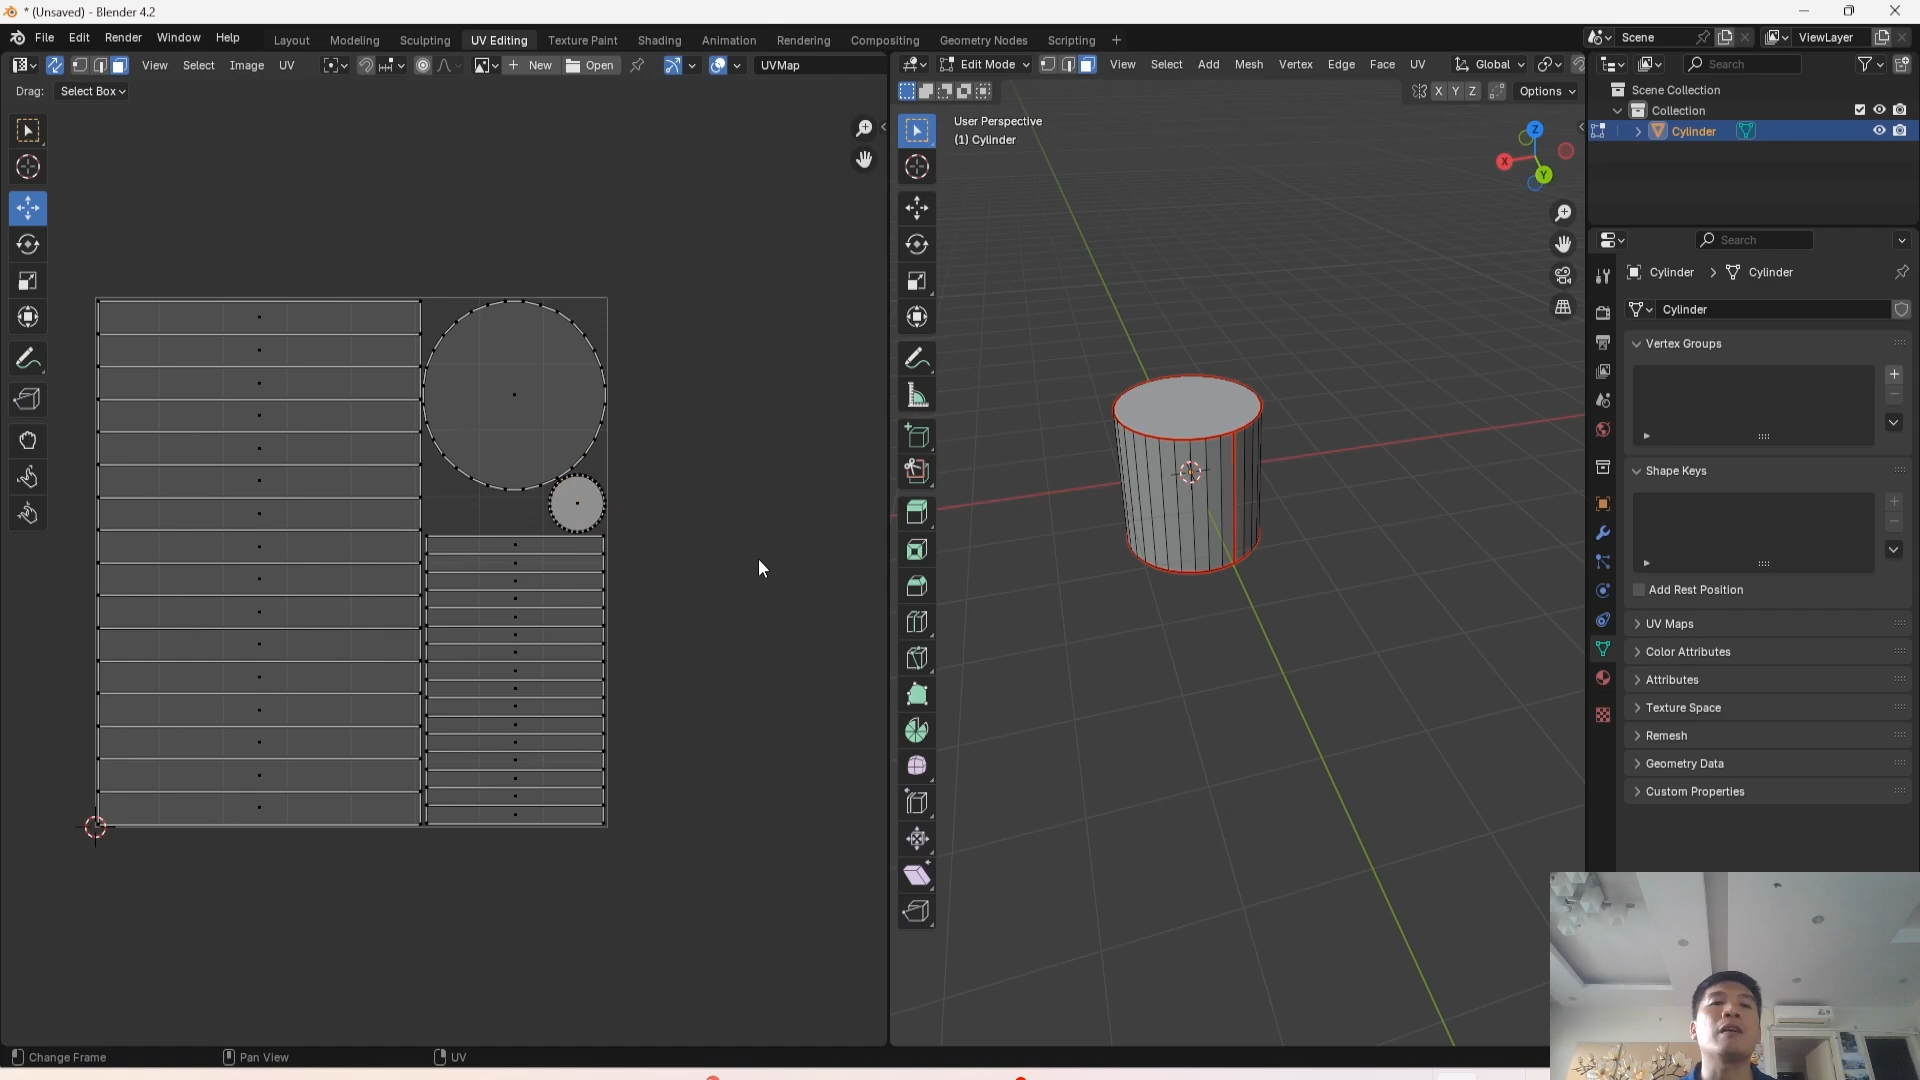 * (Unsaved) - Blender 4.2
File Edit Render Window Help Layout Modeling Sculpting UV Editing Texture Paint Shading Animation Rendering Compositing Geometry Nodes Scripting + Scene ViewLayer
View Select Image UV + New Open UVMap
Drag: Select Box
Edit Mode View Select Add Mesh Vertex Edge Face UV Global
X Y Z Options
User Perspective
(1) Cylinder
Z
X
Y
Search
Scene Collection
Collection
Cylinder
Search
Cylinder > Cylinder
Cylinder
Vertex Groups
Shape Keys
Add Rest Position
UV Maps
Color Attributes
Attributes
Texture Space
Remesh
Geometry Data
Custom Properties
Change Frame Pan View UV